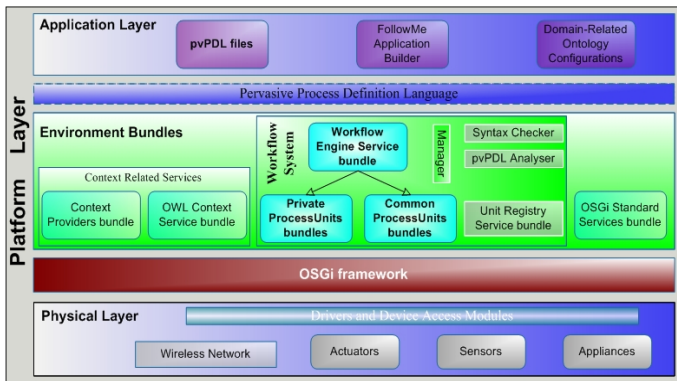 Platform Layer
Application Layer
pvPDL files
FollowMe
Application
Builder
Domain-Related
Ontology
Configurations
Pervasive Process Definition Language
Environment Bundles
Context Related Services
Context
Providers bundle
OWL Context
Service bundle
Workflow
System
Workflow
Engine Service
bundle
Private
ProcessUnits
bundles
Common
ProcessUnits
bundles
Manager
Syntax Checker
pvPDL Analyser
Unit Registry
Service bundle
OSGi Standard
Services bundle
OSGi framework
Physical Layer
Drivers and Device Access Modules
Wireless Network
Actuators
Sensors
Appliances